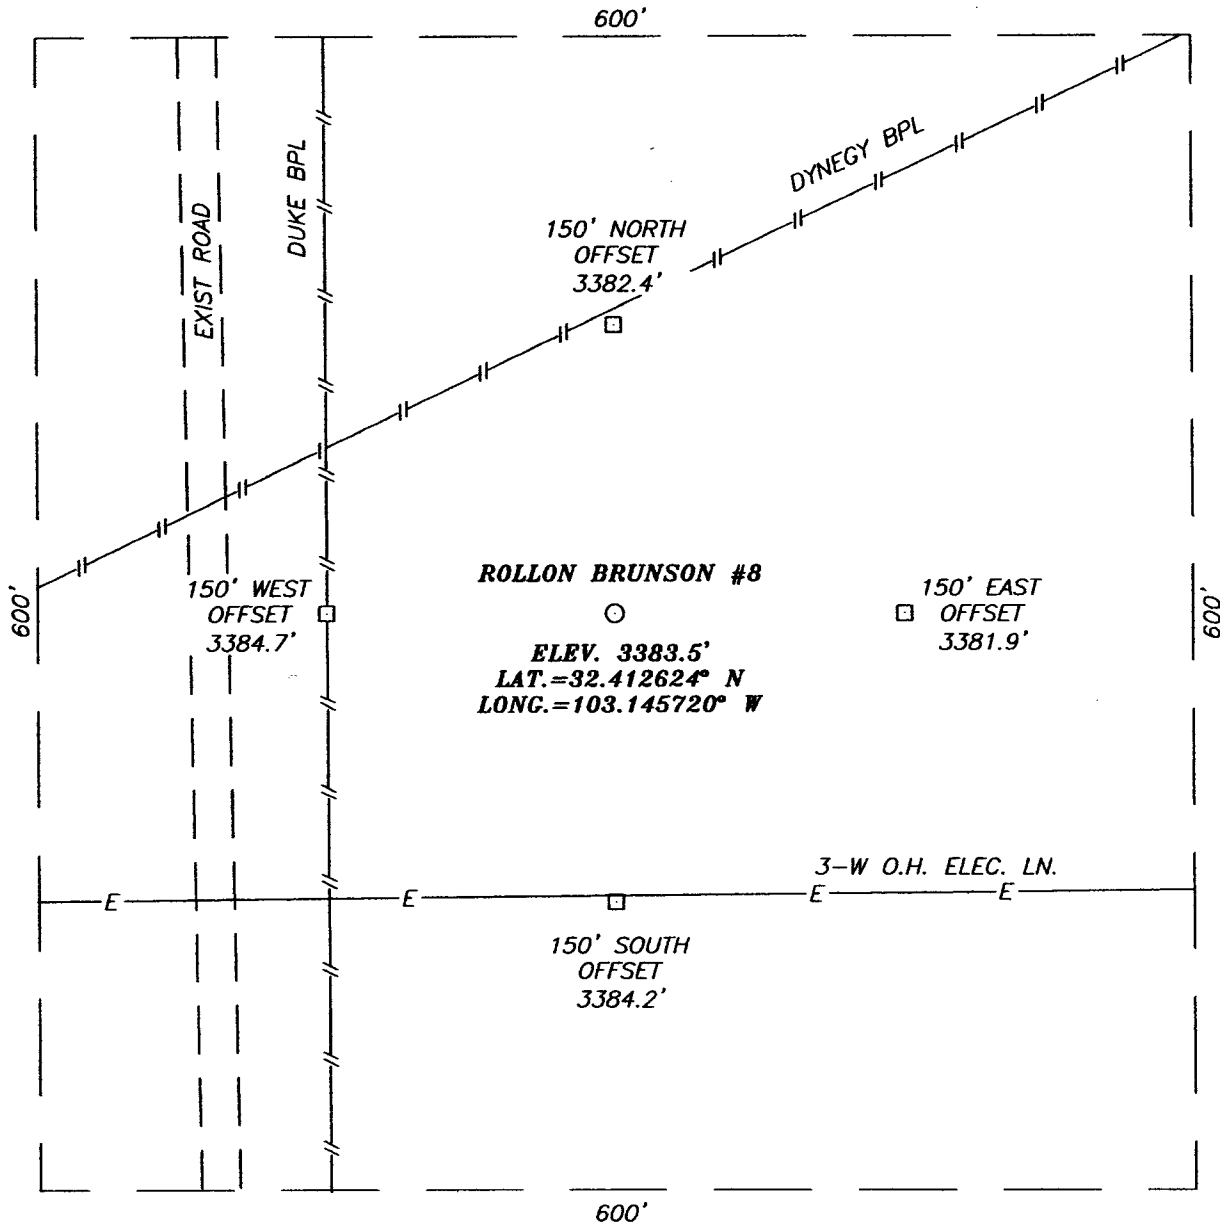 600'
DYNEGY BPL
DUKE BPL
EXIST ROAD
150' NORTH
OFFSET
3382.4'
ROLLON BRUNSON #8
150' WEST
OFFSET
3384.7'
150' EAST
OFFSET
3381.9'
600'
600'
ELEV. 3383.5'
LAT.=32.412624° N
LONG.=103.145720° W
3-W O.H. ELEC. LN.
E
E
E
E
150' SOUTH
OFFSET
3384.2'
600'